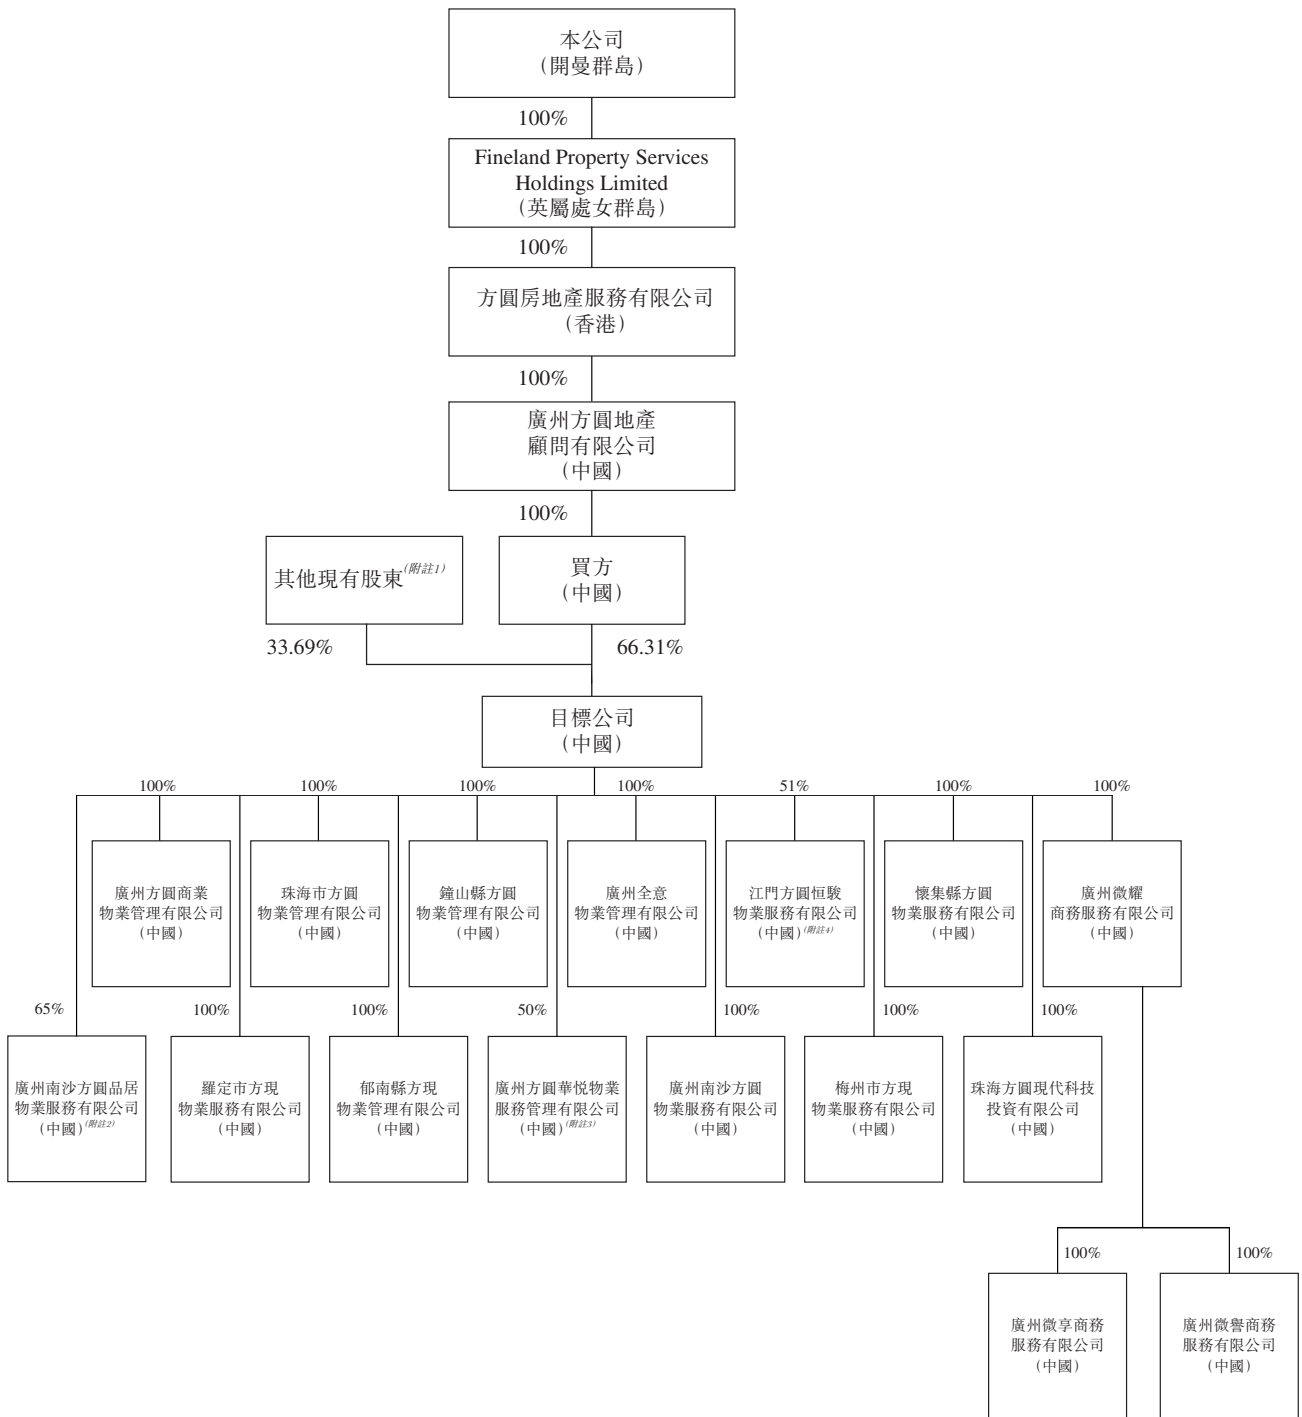 本公司
(開曼群島)
100%
Fineland Property Services
Holdings Limited
(英屬處女群島)
100%
方圓房地產服務有限公司
(香港)
100%
廣州方圓地產
顧問有限公司
(中國)
100%
其他現有股東(附註1)
買方
(中國)
33.69%
66.31%
目標公司
(中國)
100%
100%
100%
100%
51%
100%
100%
廣州方圓商業
物業管理有限公司
(中國)
珠海市方圓
物業管理有限公司
(中國)
鐘山縣方圓
物業管理有限公司
(中國)
廣州全意
物業管理有限公司
(中國)
江門方圓恒駿
物業服務有限公司
(中國)(附註4)
懷集縣方圓
物業服務有限公司
(中國)
廣州微耀
商務服務有限公司
(中國)
65%
100%
100%
50%
100%
100%
100%
廣州南沙方圓品居
物業服務有限公司
(中國)(附註2)
羅定市方現
物業服務有限公司
(中國)
郁南縣方現
物業管理有限公司
(中國)
廣州方圓華悦物業
服務管理有限公司
(中國)(附註3)
廣州南沙方圓
物業服務有限公司
(中國)
梅州市方現
物業服務有限公司
(中國)
珠海方圓現代科技
投資有限公司
(中國)
100%
100%
廣州微享商務
服務有限公司
(中國)
廣州微譽商務
服務有限公司
(中國)